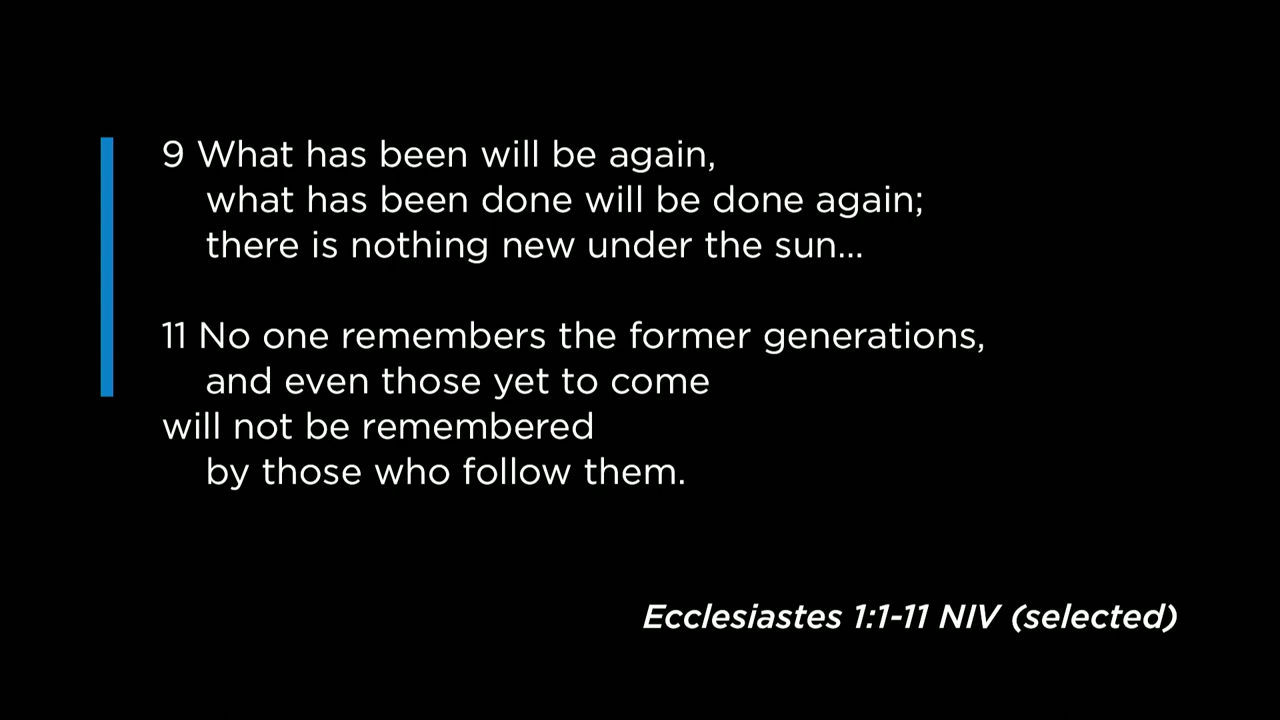 9 What has been will be again,
what has been done will be done again;
there is nothing new under the sun...
11 No one remembers the former generations,
and even those yet to come
will not be remembered
by those who follow them.
Ecclesiastes 1:1-11 NIV (selected)